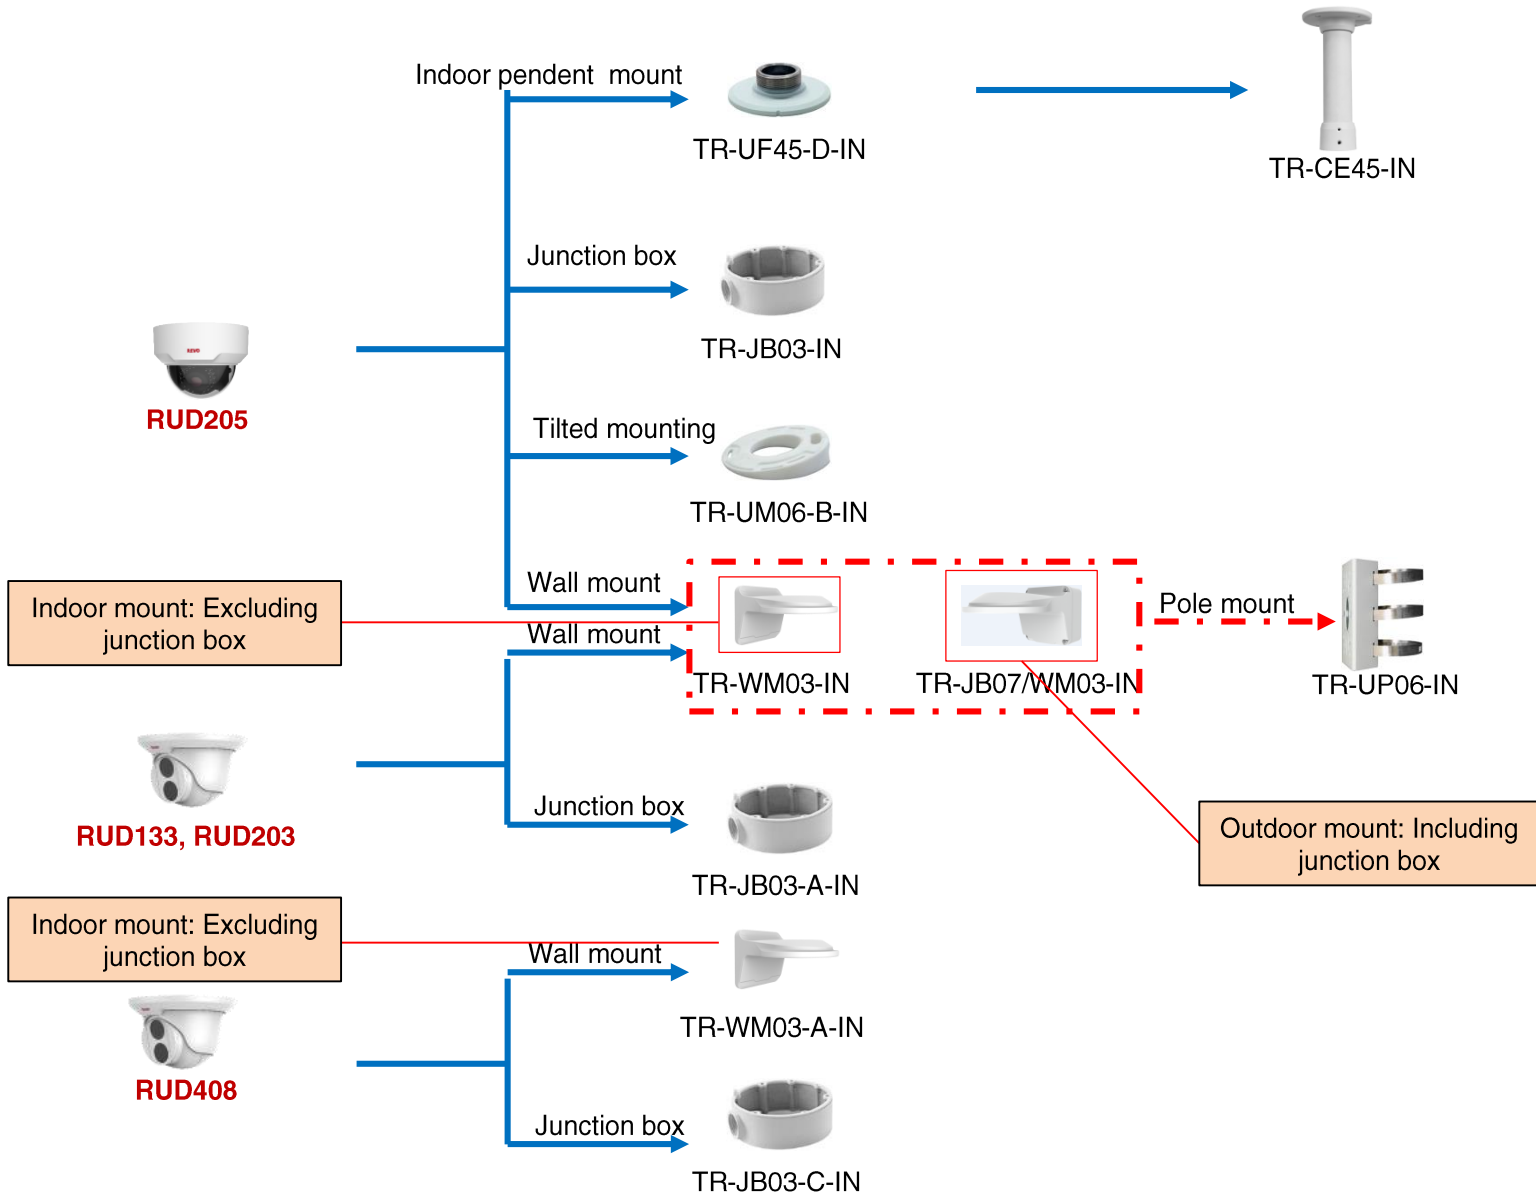 Indoor pendent mount
TR-UF45-D-IN
TR-CE45-IN
Junction box
TR-JB03-IN
REVO
RUD205
Tilted mounting
TR-UM06-B-IN
Indoor mount: Excluding
junction box
Wall mount
Wall mount
TR-WM03-IN
TR-JB07/WM03-IN
Pole mount
TR-UP06-IN
RUD133, RUD203
Junction box
TR-JB03-A-IN
Outdoor mount: Including
junction box
Indoor mount: Excluding
junction box
Wall mount
TR-WM03-A-IN
RUD408
Junction box
TR-JB03-C-IN